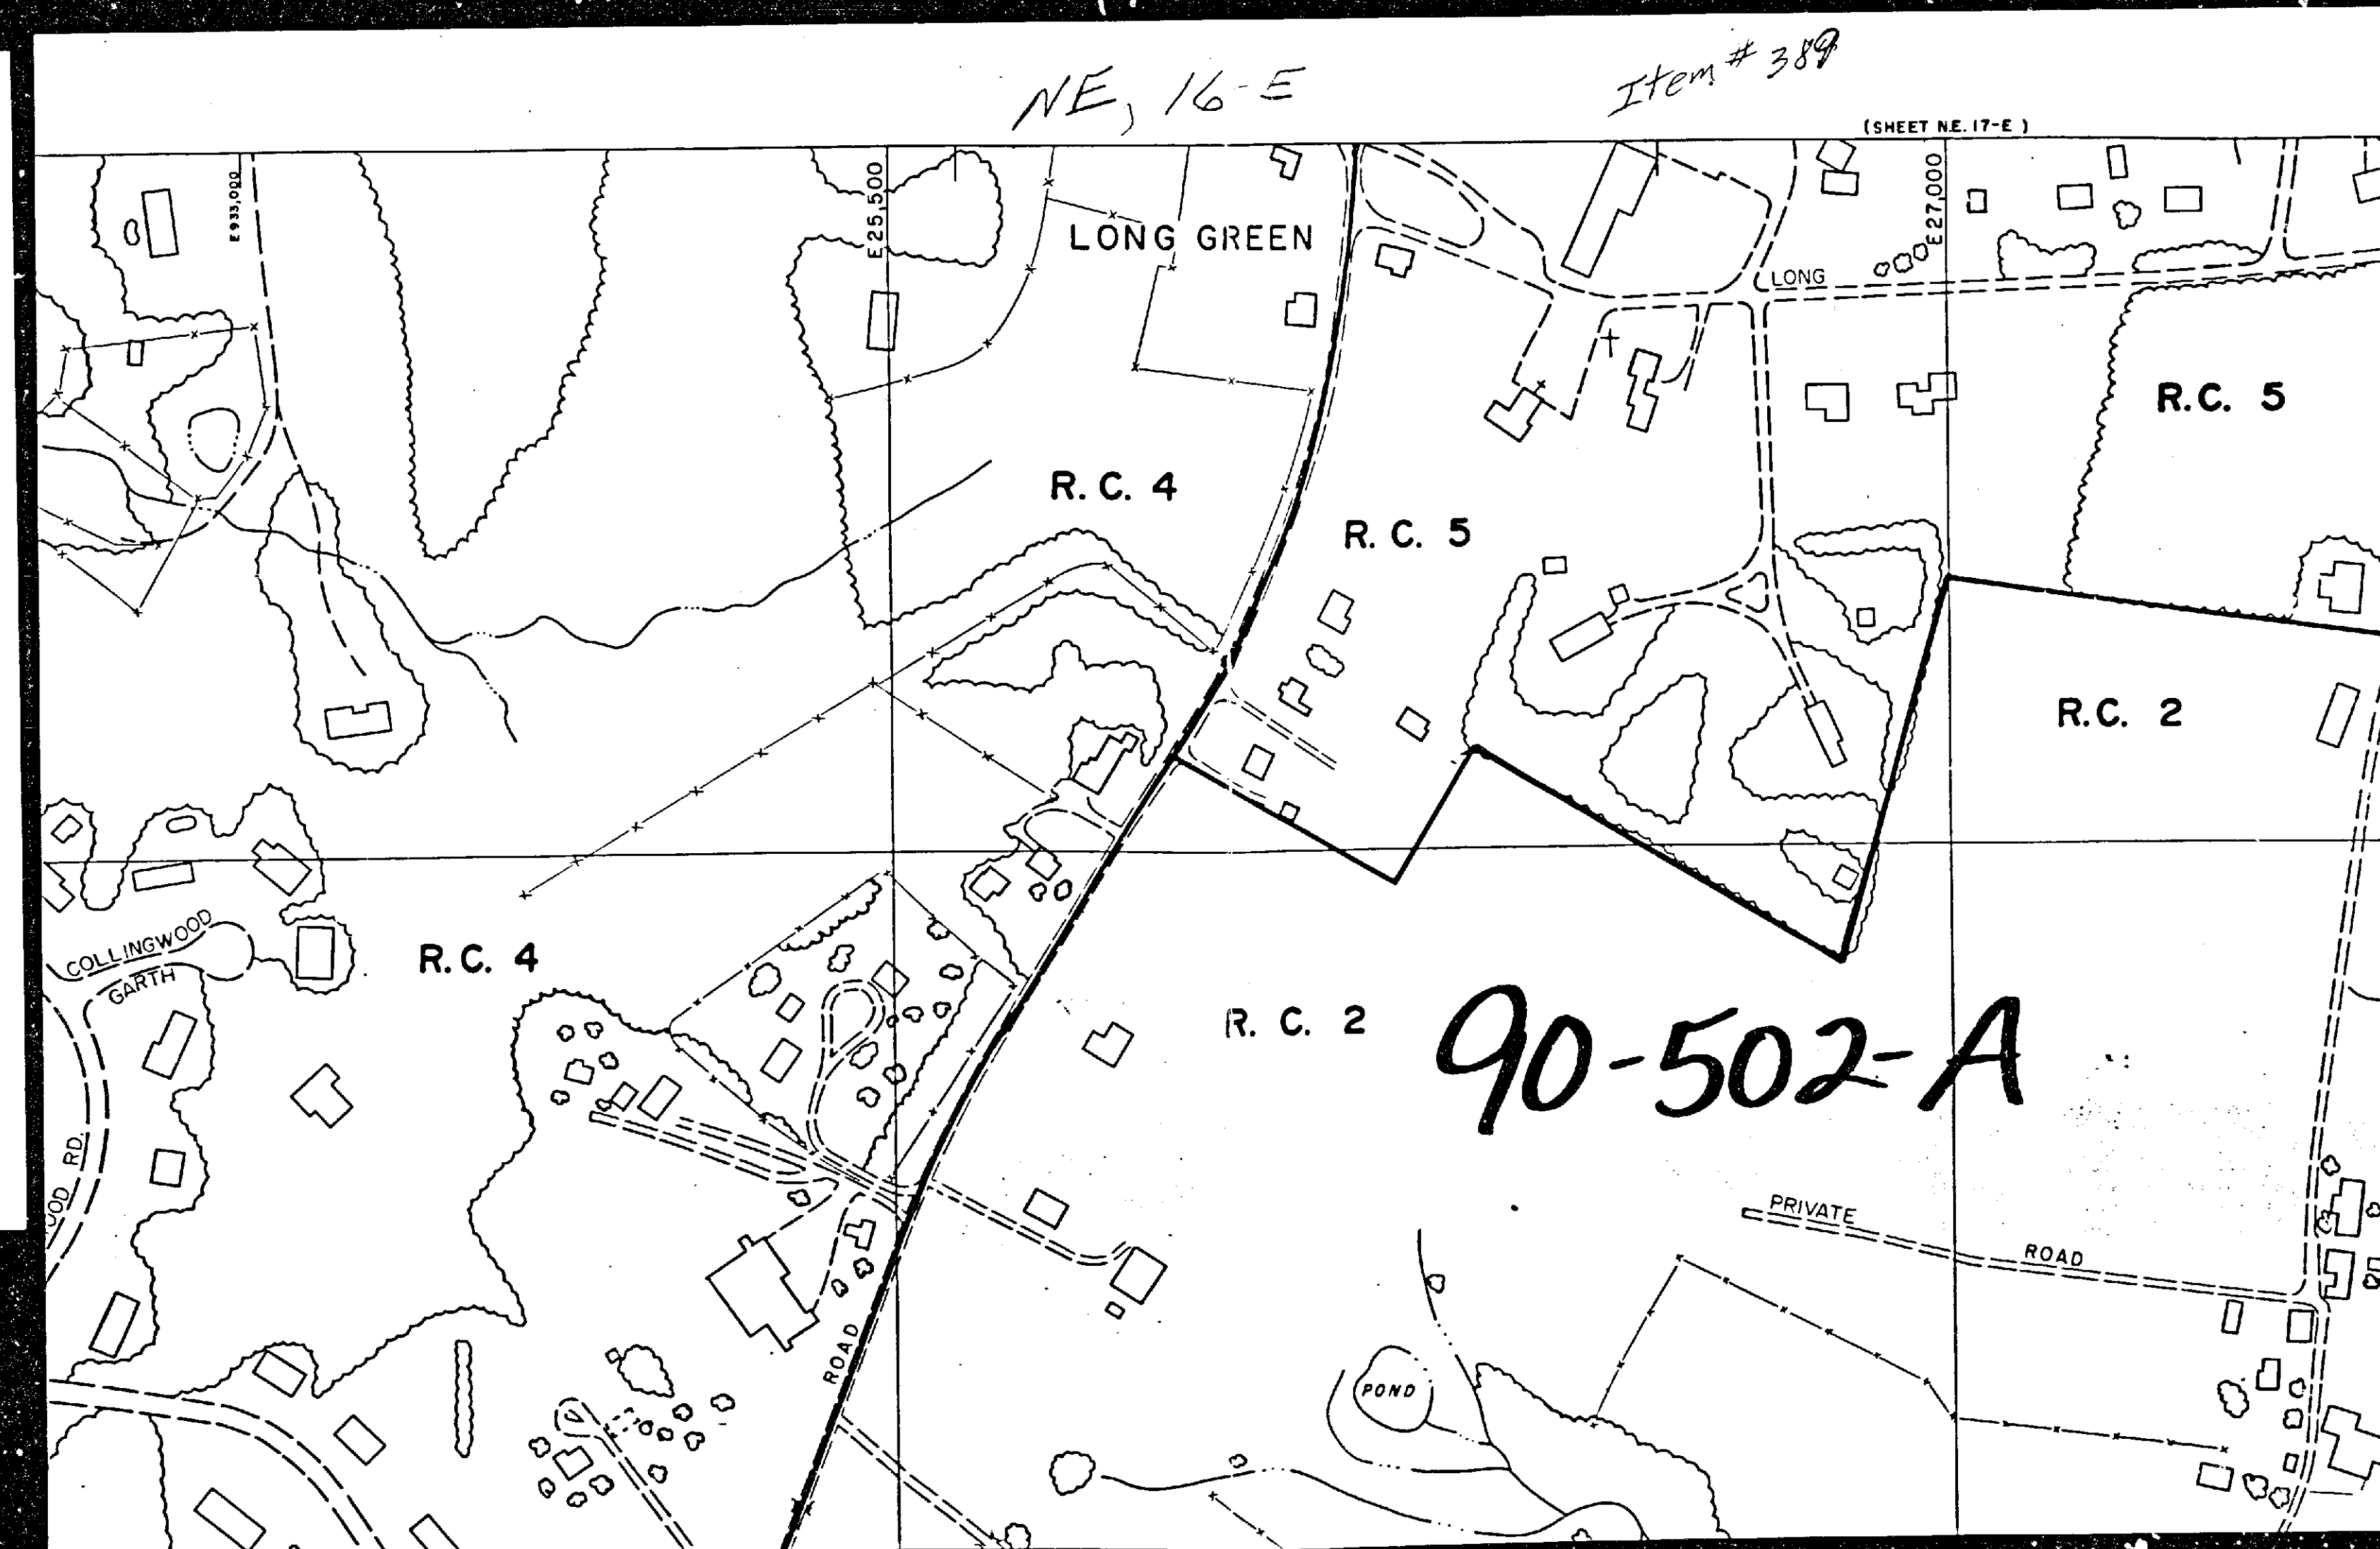 NE, 16-E
Item # 389
(SHEET N.E. 17-E)
E 933,000
E 25,500
E 27,000
LONG GREEN
LONG
R.C. 5
R.C. 4
R.C. 5
R.C. 2
COLLINGWOOD
GARTH
R.C. 4
R.C. 2
90-502-A
OOD RD.
PRIVATE
ROAD
ROAD
POND